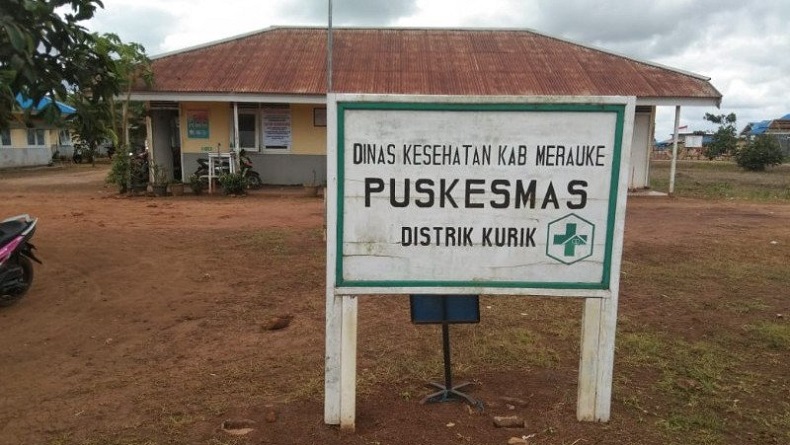 DINAS KESEHATAN KAB MERAUKE
PUSKESMAS
DISTRIK KURIK